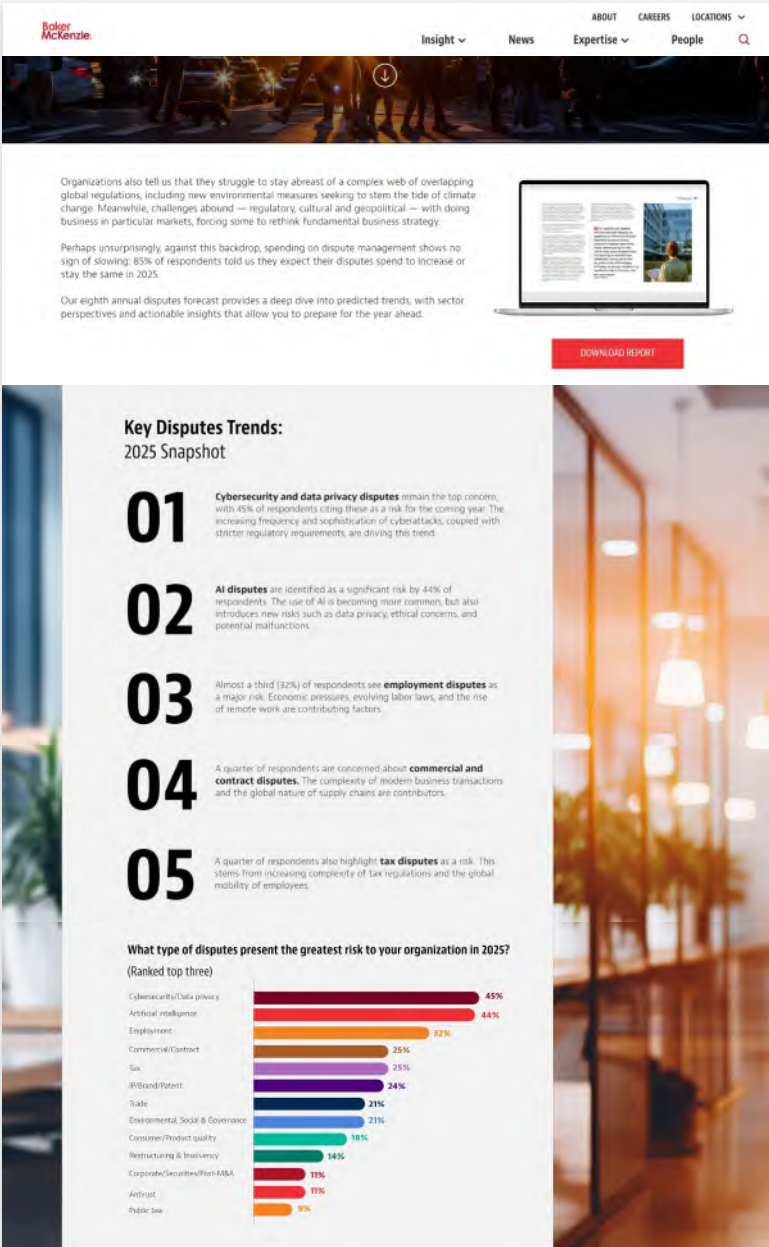 Baker
McKenzie.
ABOUT CAREERS LOCATIONS
Insight News Expertise People
Organizations also tell us that they struggle to stay abreast of a complex web of overlapping
global regulations, including new environmental measures seeking to stem the tide of climate
change. Meanwhile, challenges abound — regulatory, cultural and geopolitical — with doing
business in particular markets, forcing some to rethink fundamental business strategy.
Perhaps unsurprisingly, against this backdrop, spending on dispute management shows no
sign of slowing: 85% of respondents told us they expect their disputes spend to increase or
stay the same in 2025.
Our eighth annual disputes forecast provides a deep dive into predicted trends, with sector
perspectives and actionable insights that allow you to prepare for the year ahead.
DOWNLOAD REPORT
Key Disputes Trends:
2025 Snapshot
01
Cybersecurity and data privacy disputes remain the top concern,
with 45% of respondents citing these as a risk for the coming year. The
increasing frequency and sophistication of cyberattacks, coupled with
stricter regulatory requirements, are driving this trend.
02
AI disputes are identified as a significant risk by 44% of
respondents. The use of AI is becoming more common, but also
introduces new risks such as data privacy, ethical concerns, and
potential malfunctions.
03
Almost a third (32%) of respondents see employment disputes as
a major risk. Economic pressures, evolving labor laws, and the rise
of remote work are contributing factors.
04
A quarter of respondents are concerned about commercial and
contract disputes. The complexity of modern business transactions
and the global nature of supply chains are contributors.
05
A quarter of respondents also highlight tax disputes as a risk. This
stems from increasing complexity of tax regulations and the global
mobility of employees.
What type of disputes present the greatest risk to your organization in 2025?
(Ranked top three)
Cybersecurity/Data privacy 45%
Artificial intelligence 44%
Employment 32%
Commercial/Contract 25%
Tax 25%
IP/Brand/Patent 24%
Trade 21%
Environmental, Social & Governance 21%
Consumer/Product quality 18%
Restructuring & Insolvency 14%
Corporate/Securities/Post-M&A 11%
Antirust 11%
Public law 9%